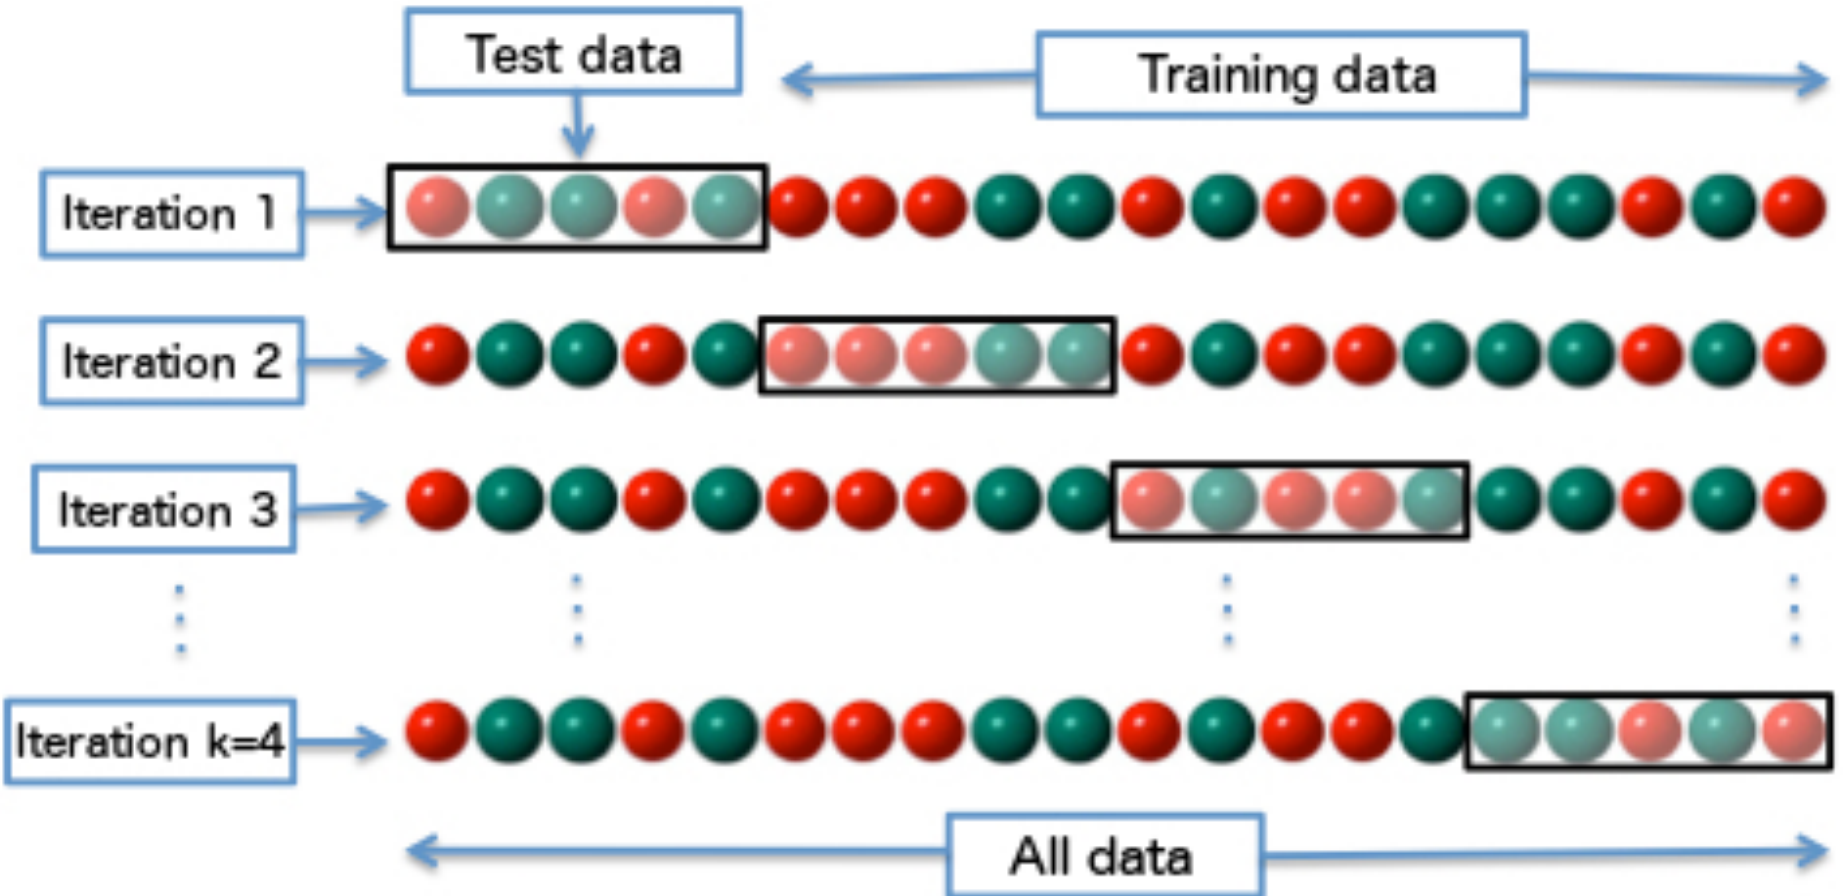 Test data
Training data
Iteration 1
Iteration 2
Iteration 3
Iteration k=4
All data